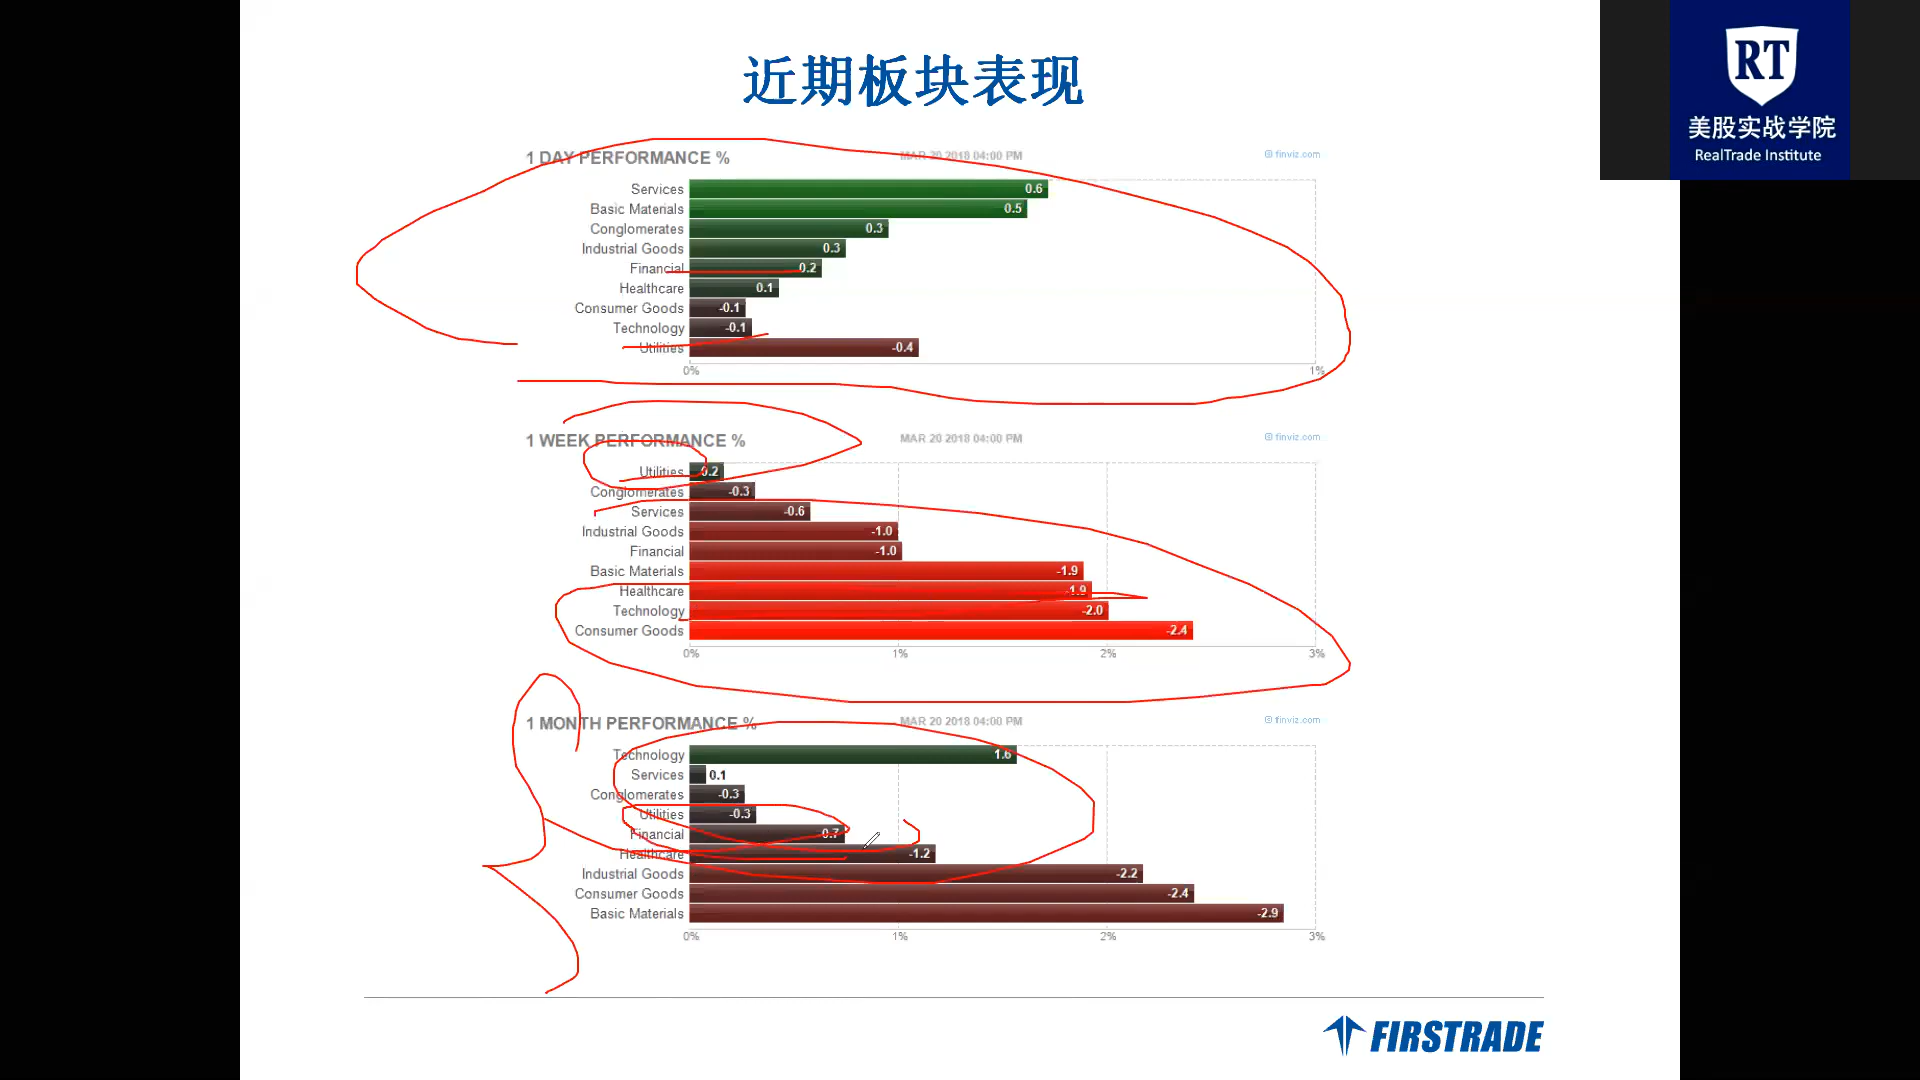 近期板块表现
RT
美股实战学院
RealTrade Institute
1 DAY PERFORMANCE %
MAR 20 2018 04:00 PM
© finviz.com
Services 0.6
Basic Materials 0.5
Conglomerates 0.3
Industrial Goods 0.3
Financial 0.2
Healthcare 0.1
Consumer Goods -0.1
Technology -0.1
Utilities -0.4
0% 1%
1 WEEK PERFORMANCE %
MAR 20 2018 04:00 PM
© finviz.com
Utilities 0.2
Conglomerates -0.3
Services -0.6
Industrial Goods -1.0
Financial -1.0
Basic Materials -1.9
Healthcare -1.9
Technology -2.0
Consumer Goods -2.4
0% 1% 2% 3%
1 MONTH PERFORMANCE %
MAR 20 2018 04:00 PM
© finviz.com
Technology 1.6
Services 0.1
Conglomerates -0.3
Utilities -0.3
Financial -0.7
Healthcare -1.2
Industrial Goods -2.2
Consumer Goods -2.4
Basic Materials -2.9
0% 1% 2% 3%
FIRSTRADE